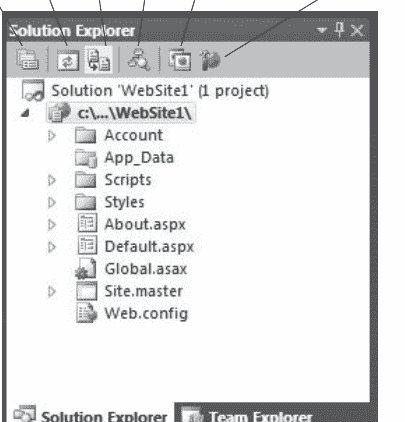 Solution Explorer
Solution 'WebSite1' (1 project)
c:\...\WebSite1\
Account
App_Data
Scripts
Styles
About.aspx
Default.aspx
Global.asax
Site.master
Web.config
Solution Explorer Team Explorer